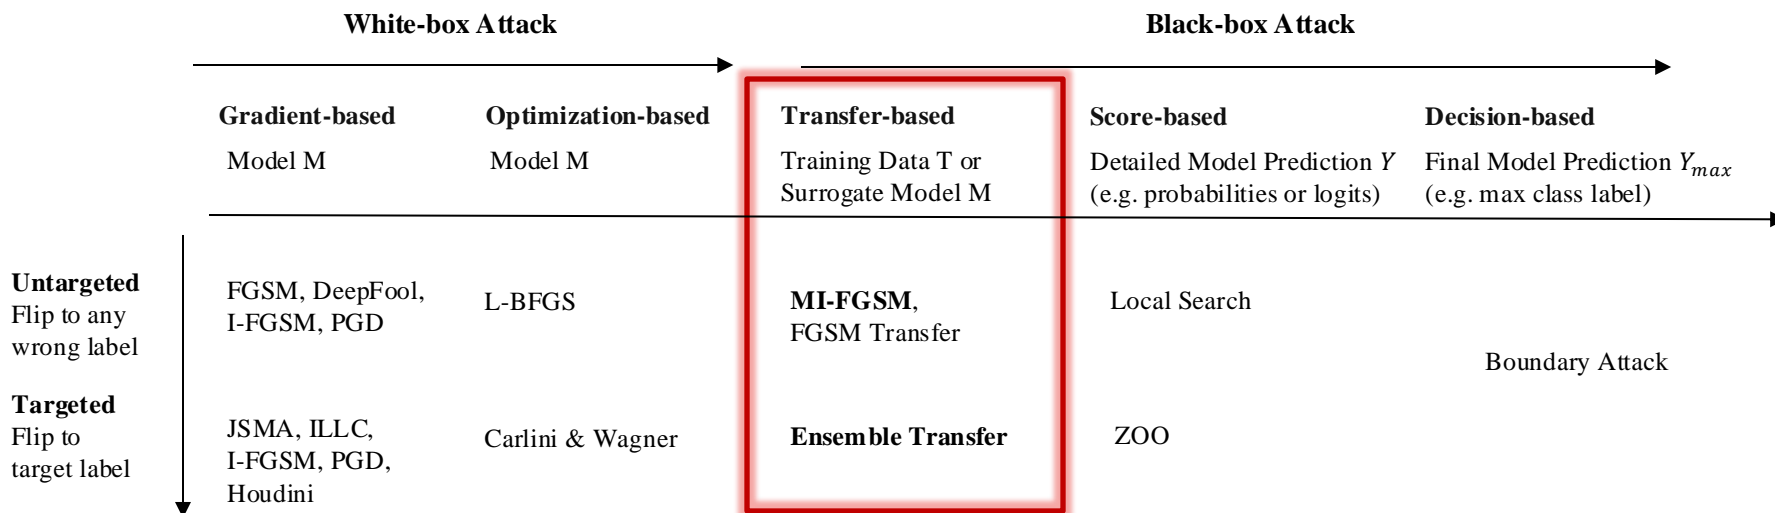 White-box Attack
Black-box Attack
Gradient-based
Optimization-based
Transfer-based
Score-based
Decision-based
Model M
Model M
Training Data T or
Surrogate Model M
Detailed Model Prediction Y
(e.g. probabilities or logits)
Final Model Prediction Y_max
(e.g. max class label)
Untargeted
Flip to any
wrong label
FGSM, DeepFool,
I-FGSM, PGD
L-BFGS
MI-FGSM,
FGSM Transfer
Local Search
Boundary Attack
Targeted
Flip to
target label
JSMA, ILLC,
I-FGSM, PGD,
Houdini
Carlini & Wagner
Ensemble Transfer
ZOO